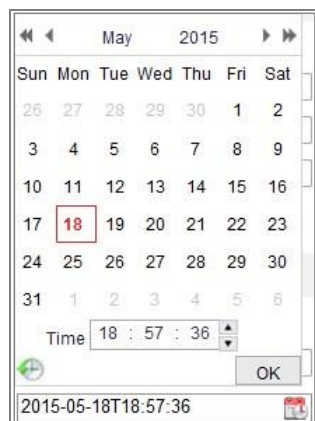 May 2015
Sun Mon Tue Wed Thu Fri Sat
26 27 28 29 30 1 2
3 4 5 6 7 8 9
10 11 12 13 14 15 16
17 18 19 20 21 22 23
24 25 26 27 28 29 30
31 1 2 3 4 5 6
Time 18 : 57 : 36
OK
2015-05-18T18:57:36